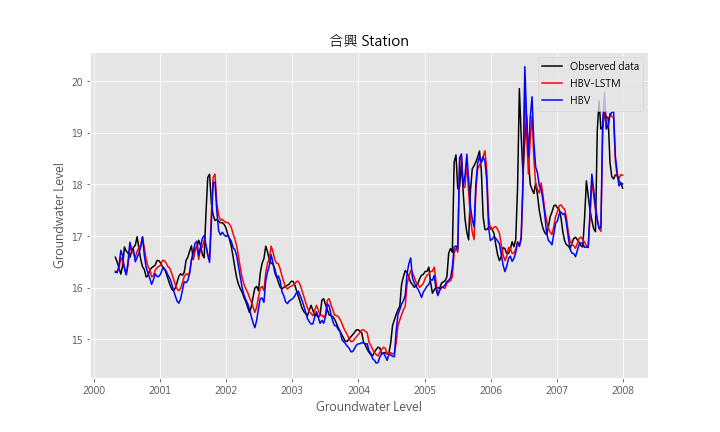 合興 Station
Observed data
HBV-LSTM
HBV
Groundwater Level
20
19
18
17
16
15
2000
2001
2002
2003
2004
2005
2006
2007
2008
Groundwater Level